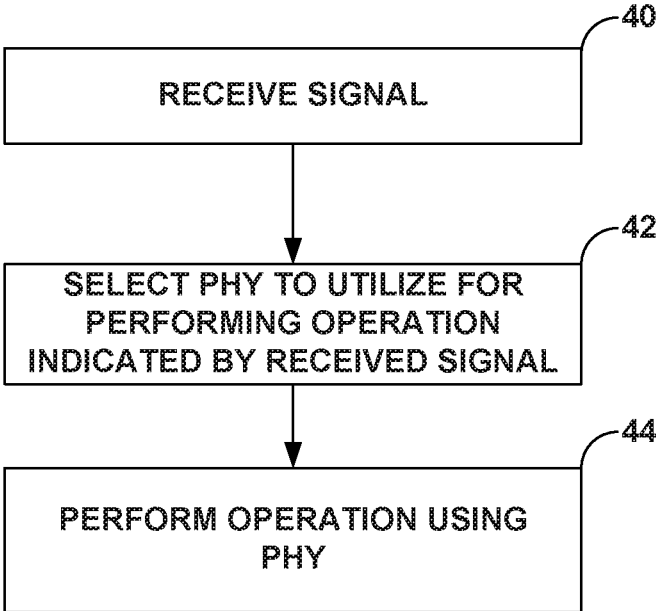 40
RECEIVE SIGNAL
42
SELECT PHY TO UTILIZE FOR
PERFORMING OPERATION
INDICATED BY RECEIVED SIGNAL
44
PERFORM OPERATION USING
PHY